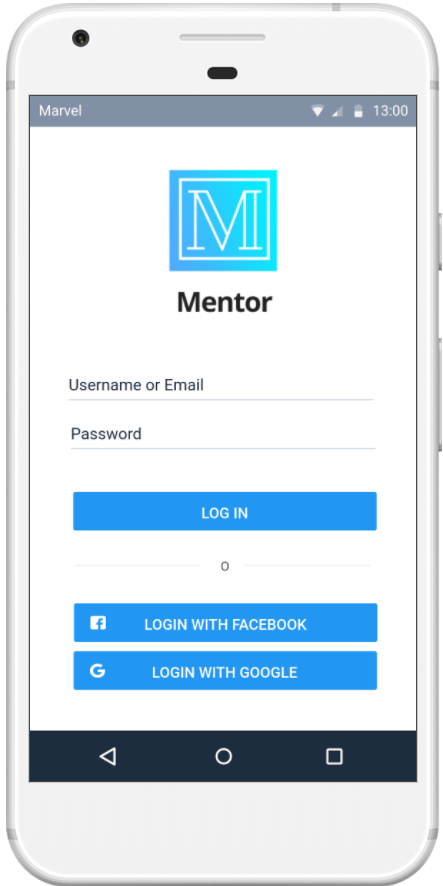 Marvel 13:00
M
Mentor
Username or Email
Password
LOG IN
O
LOGIN WITH FACEBOOK
G LOGIN WITH GOOGLE